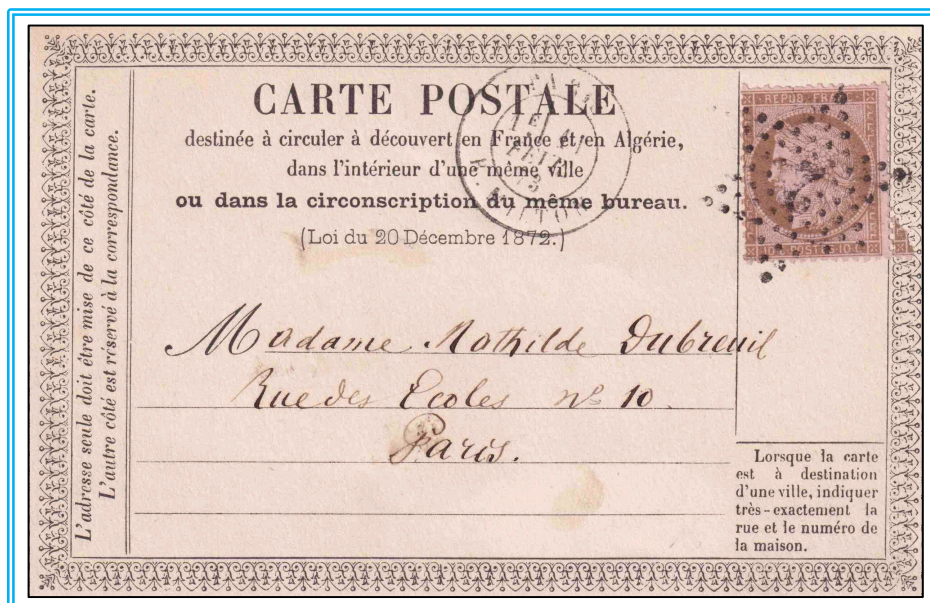 CARTE POSTALE
destinée à circuler à découvert en France et en Algérie,
dans l'intérieur d'une même ville
ou dans la circonscription du même bureau.
(Loi du 20 Décembre 1872.)
L'adresse seule doit être mise de ce côté de la carte.
L'autre côté est réservé à la correspondance.
REPUB FRANC
10 C POSTES 10 C
Madame Mathilde Dubreuil
Rue des Ecoles nº 10
Paris.
Lorsque la carte
est à destination
d'une ville, indiquer
très-exactement la
rue et le numéro de
la maison.